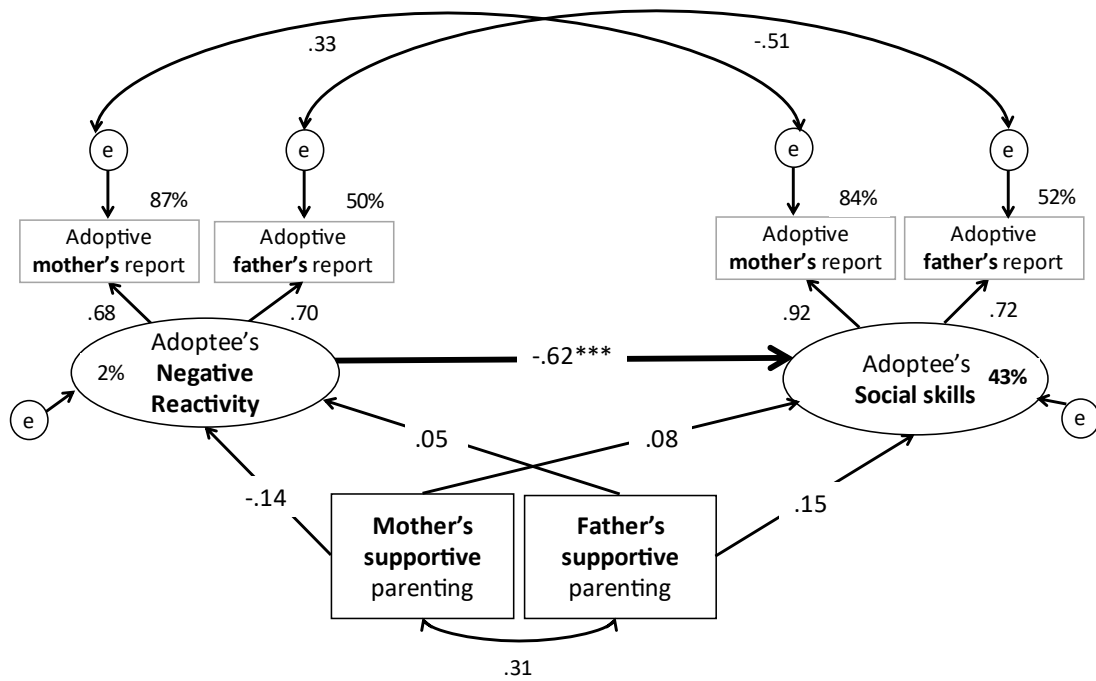 .33
-.51
e
e
e
e
87%
50%
84%
52%
Adoptive
mother's report
Adoptive
father's report
Adoptive
mother's report
Adoptive
father's report
.68
.70
.92
.72
Adoptee's
Negative
Reactivity
2%
-.62***
Adoptee's
Social skills
43%
e
e
.05
.08
-.14
.15
Mother's
supportive
parenting
Father's
supportive
parenting
.31